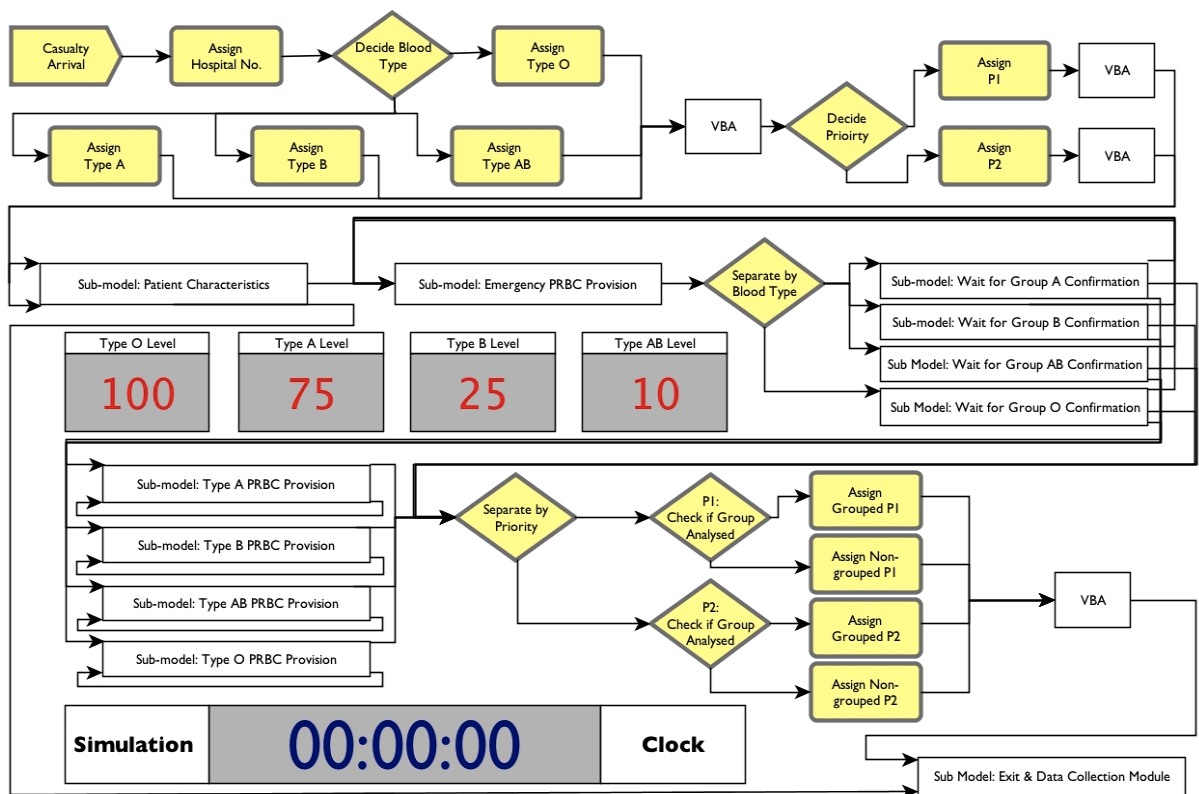 Casualty
Arrival
Assign
Hospital No.
Decide Blood
Type
Assign
Type O
Assign
Type A
Assign
Type B
Assign
Type AB
VBA
Decide
Prioirty
Assign
P1
VBA
Assign
P2
VBA
Sub-model: Patient Characteristics
Sub-model: Emergency PRBC Provision
Separate by
Blood Type
Sub-model: Wait for Group A Confirmation
Sub-model: Wait for Group B Confirmation
Sub Model: Wait for Group AB Confirmation
Sub Model: Wait for Group O Confirmation
Type O Level
100
Type A Level
75
Type B Level
25
Type AB Level
10
Sub-model: Type A PRBC Provision
Sub-model: Type B PRBC Provision
Sub-model: Type AB PRBC Provision
Sub-model: Type O PRBC Provision
Separate by
Priority
P1:
Check if Group
Analysed
P2:
Check if Group
Analysed
Assign
Grouped P1
Assign Non-
grouped P1
Assign
Grouped P2
Assign Non-
grouped P2
VBA
Simulation
00:00:00
Clock
Sub Model: Exit & Data Collection Module